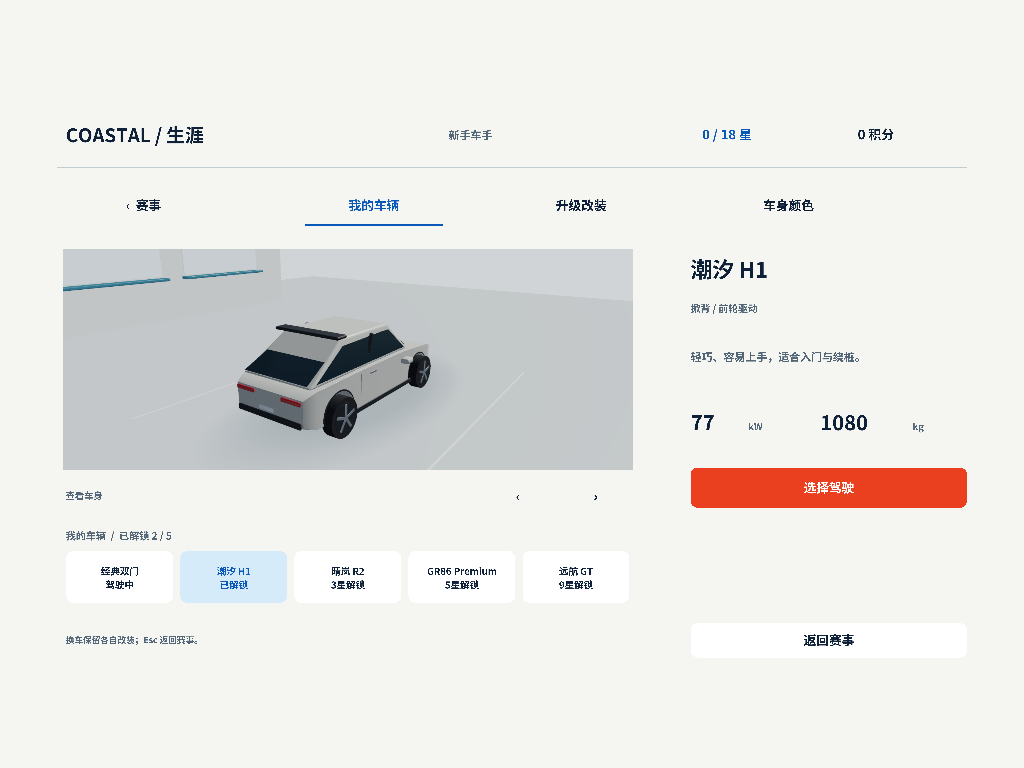 COASTAL / 生涯
新手车手
0 / 18 星
0 积分
‹ 赛事
我的车辆
升级改装
车身颜色
潮汐 H1
掀背 / 前轮驱动
轻巧、容易上手，适合入门与绕桩。
77 kW
1080 kg
选择驾驶
查看车身
‹ ›
我的车辆 / 已解锁 2 / 5
经典双门
驾驶中
潮汐 H1
已解锁
晴岚 R2
3星解锁
GR86 Premium
5星解锁
远航 GT
9星解锁
换车保留各自改装；Esc 返回赛事。
返回赛事